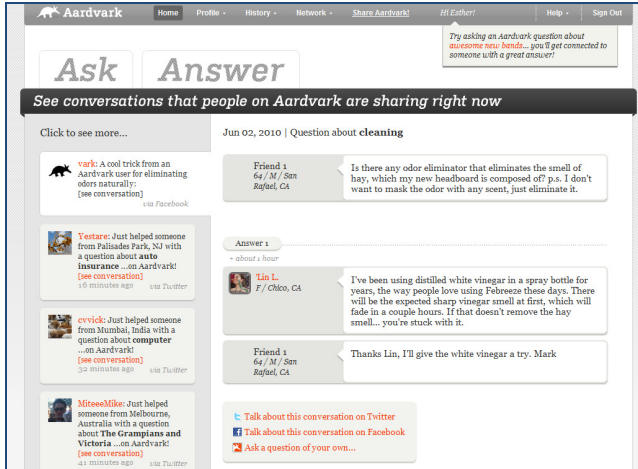 Aardvark
Home
Profile
History
Network
Share Aardvark!
Hi Esther!
Help
Sign Out
Try asking an Aardvark question about
awesome new bands... you'll get connected to
someone with a great answer!
Ask
Answer
See conversations that people on Aardvark are sharing right now
Click to see more...
vark: A cool trick from an
Aardvark user for eliminating
odors naturally:
[see conversation]
via Facebook
Yestare: Just helped someone
from Palisades Park, NJ with
a question about auto
insurance ...on Aardvark!
[see conversation]
16 minutes ago via Twitter
cvvick: Just helped someone
from Mumbai, India with a
question about computer
...on Aardvark!
[see conversation]
32 minutes ago via Twitter
MiteeeMike: Just helped
someone from Melbourne,
Australia with a question
about The Grampians and
Victoria ...on Aardvark!
[see conversation]
41 minutes ago via Twitter
Jun 02, 2010 | Question about cleaning
Friend 1
64 / M / San
Rafael, CA
Is there any odor eliminator that eliminates the smell of
hay, which my new headboard is composed of? p.s. I don't
want to mask the odor with any scent, just eliminate it.
Answer 1
+ about 1 hour
'Lin L.
F / Chico, CA
I've been using distilled white vinegar in a spray bottle for
years, the way people love using Febreeze these days. There
will be the expected sharp vinegar smell at first, which will
fade in a couple hours. If that doesn't remove the hay
smell... you're stuck with it.
Friend 1
64 / M / San
Rafael, CA
Thanks Lin, I'll give the white vinegar a try. Mark
Talk about this conversation on Twitter
Talk about this conversation on Facebook
Ask a question of your own...